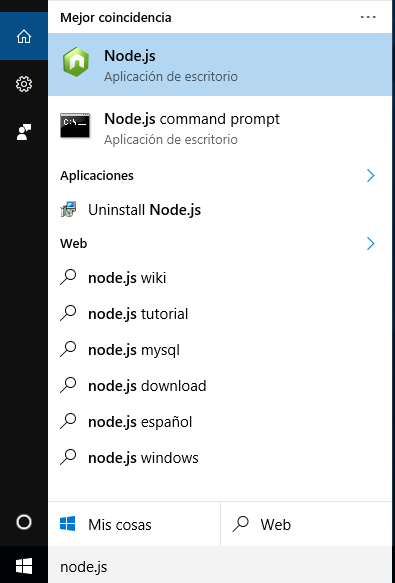 Mejor coincidencia
Node.js
Aplicación de escritorio
C:\._
Node.js command prompt
Aplicación de escritorio
Aplicaciones
Uninstall Node.js
Web
node.js wiki
node.js tutorial
node.js mysql
node.js download
node.js español
node.js windows
Mis cosas
Web
node.js